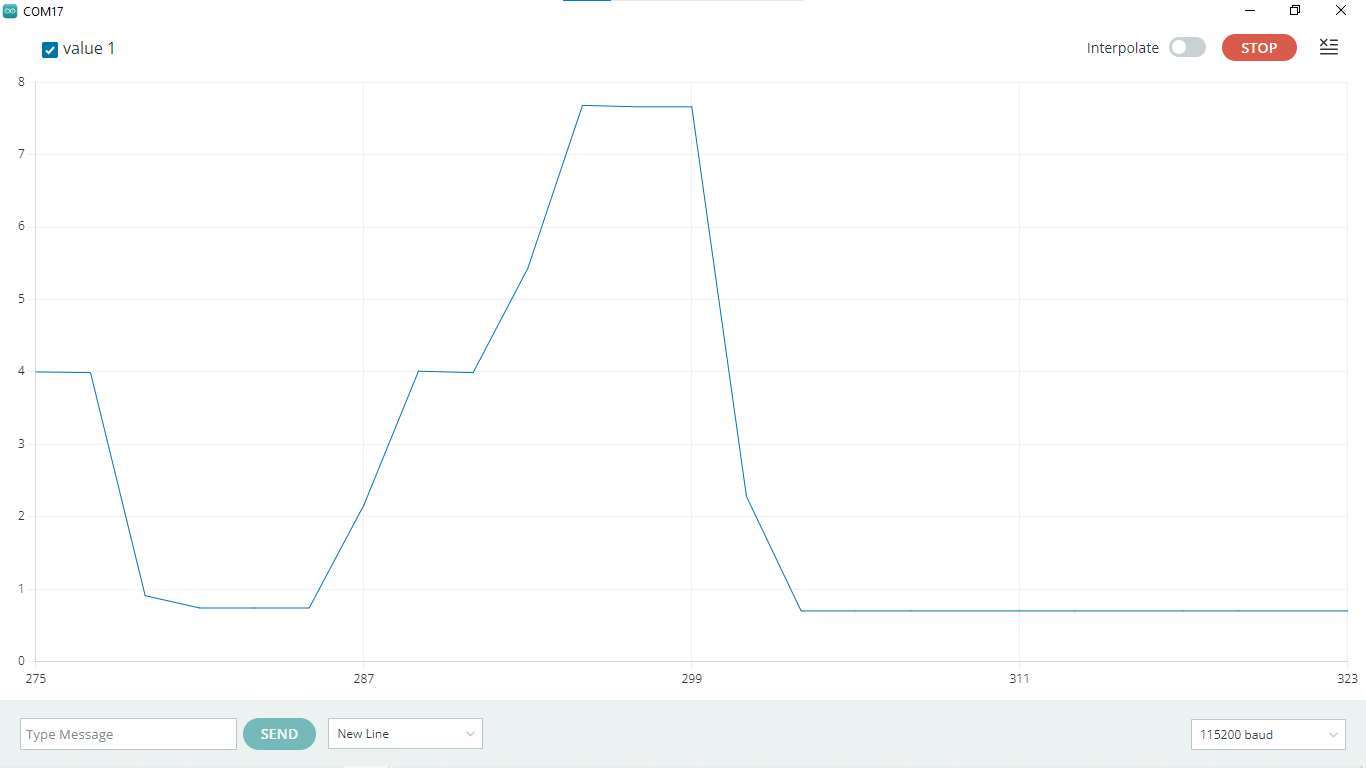 COM17
value 1
Interpolate
STOP
8
7
6
5
4
3
2
1
0
275 287 299 311 323
Type Message
SEND
New Line
115200 baud